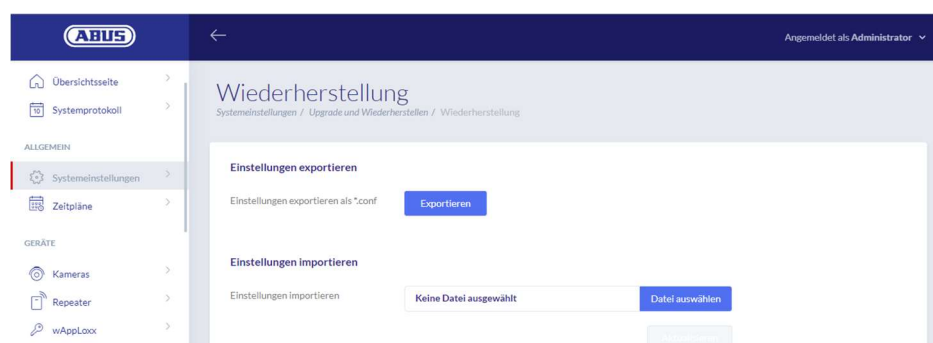 ABUS
Angemeldet als Administrator
Übersichtsseite
10 Systemprotokoll
ALLGEMEIN
Systemeinstellungen
Zeitpläne
GERÄTE
Kameras
Repeater
wAppLoxx
Wiederherstellung
Systemeinstellungen / Upgrade und Wiederherstellen / Wiederherstellung
Einstellungen exportieren
Einstellungen exportieren als *.conf Exportieren
Einstellungen importieren
Einstellungen importieren Keine Datei ausgewählt Datei auswählen